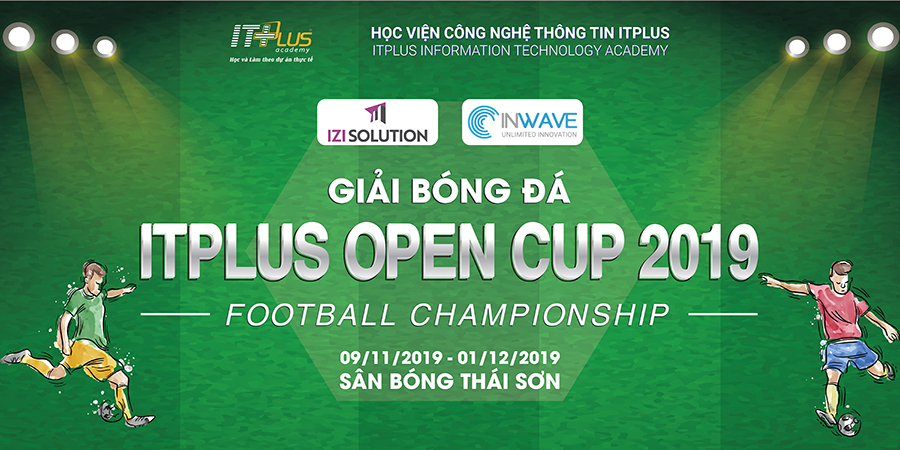 ITPLUS
academy
Học và Làm theo dự án thực tế
HỌC VIỆN CÔNG NGHỆ THÔNG TIN ITPLUS
ITPLUS INFORMATION TECHNOLOGY ACADEMY
IZI SOLUTION
INWAVE
UNLIMITED INNOVATION
GIẢI BÓNG ĐÁ
ITPLUS OPEN CUP 2019
FOOTBALL CHAMPIONSHIP
09/11/2019 - 01/12/2019
SÂN BÓNG THÁI SƠN